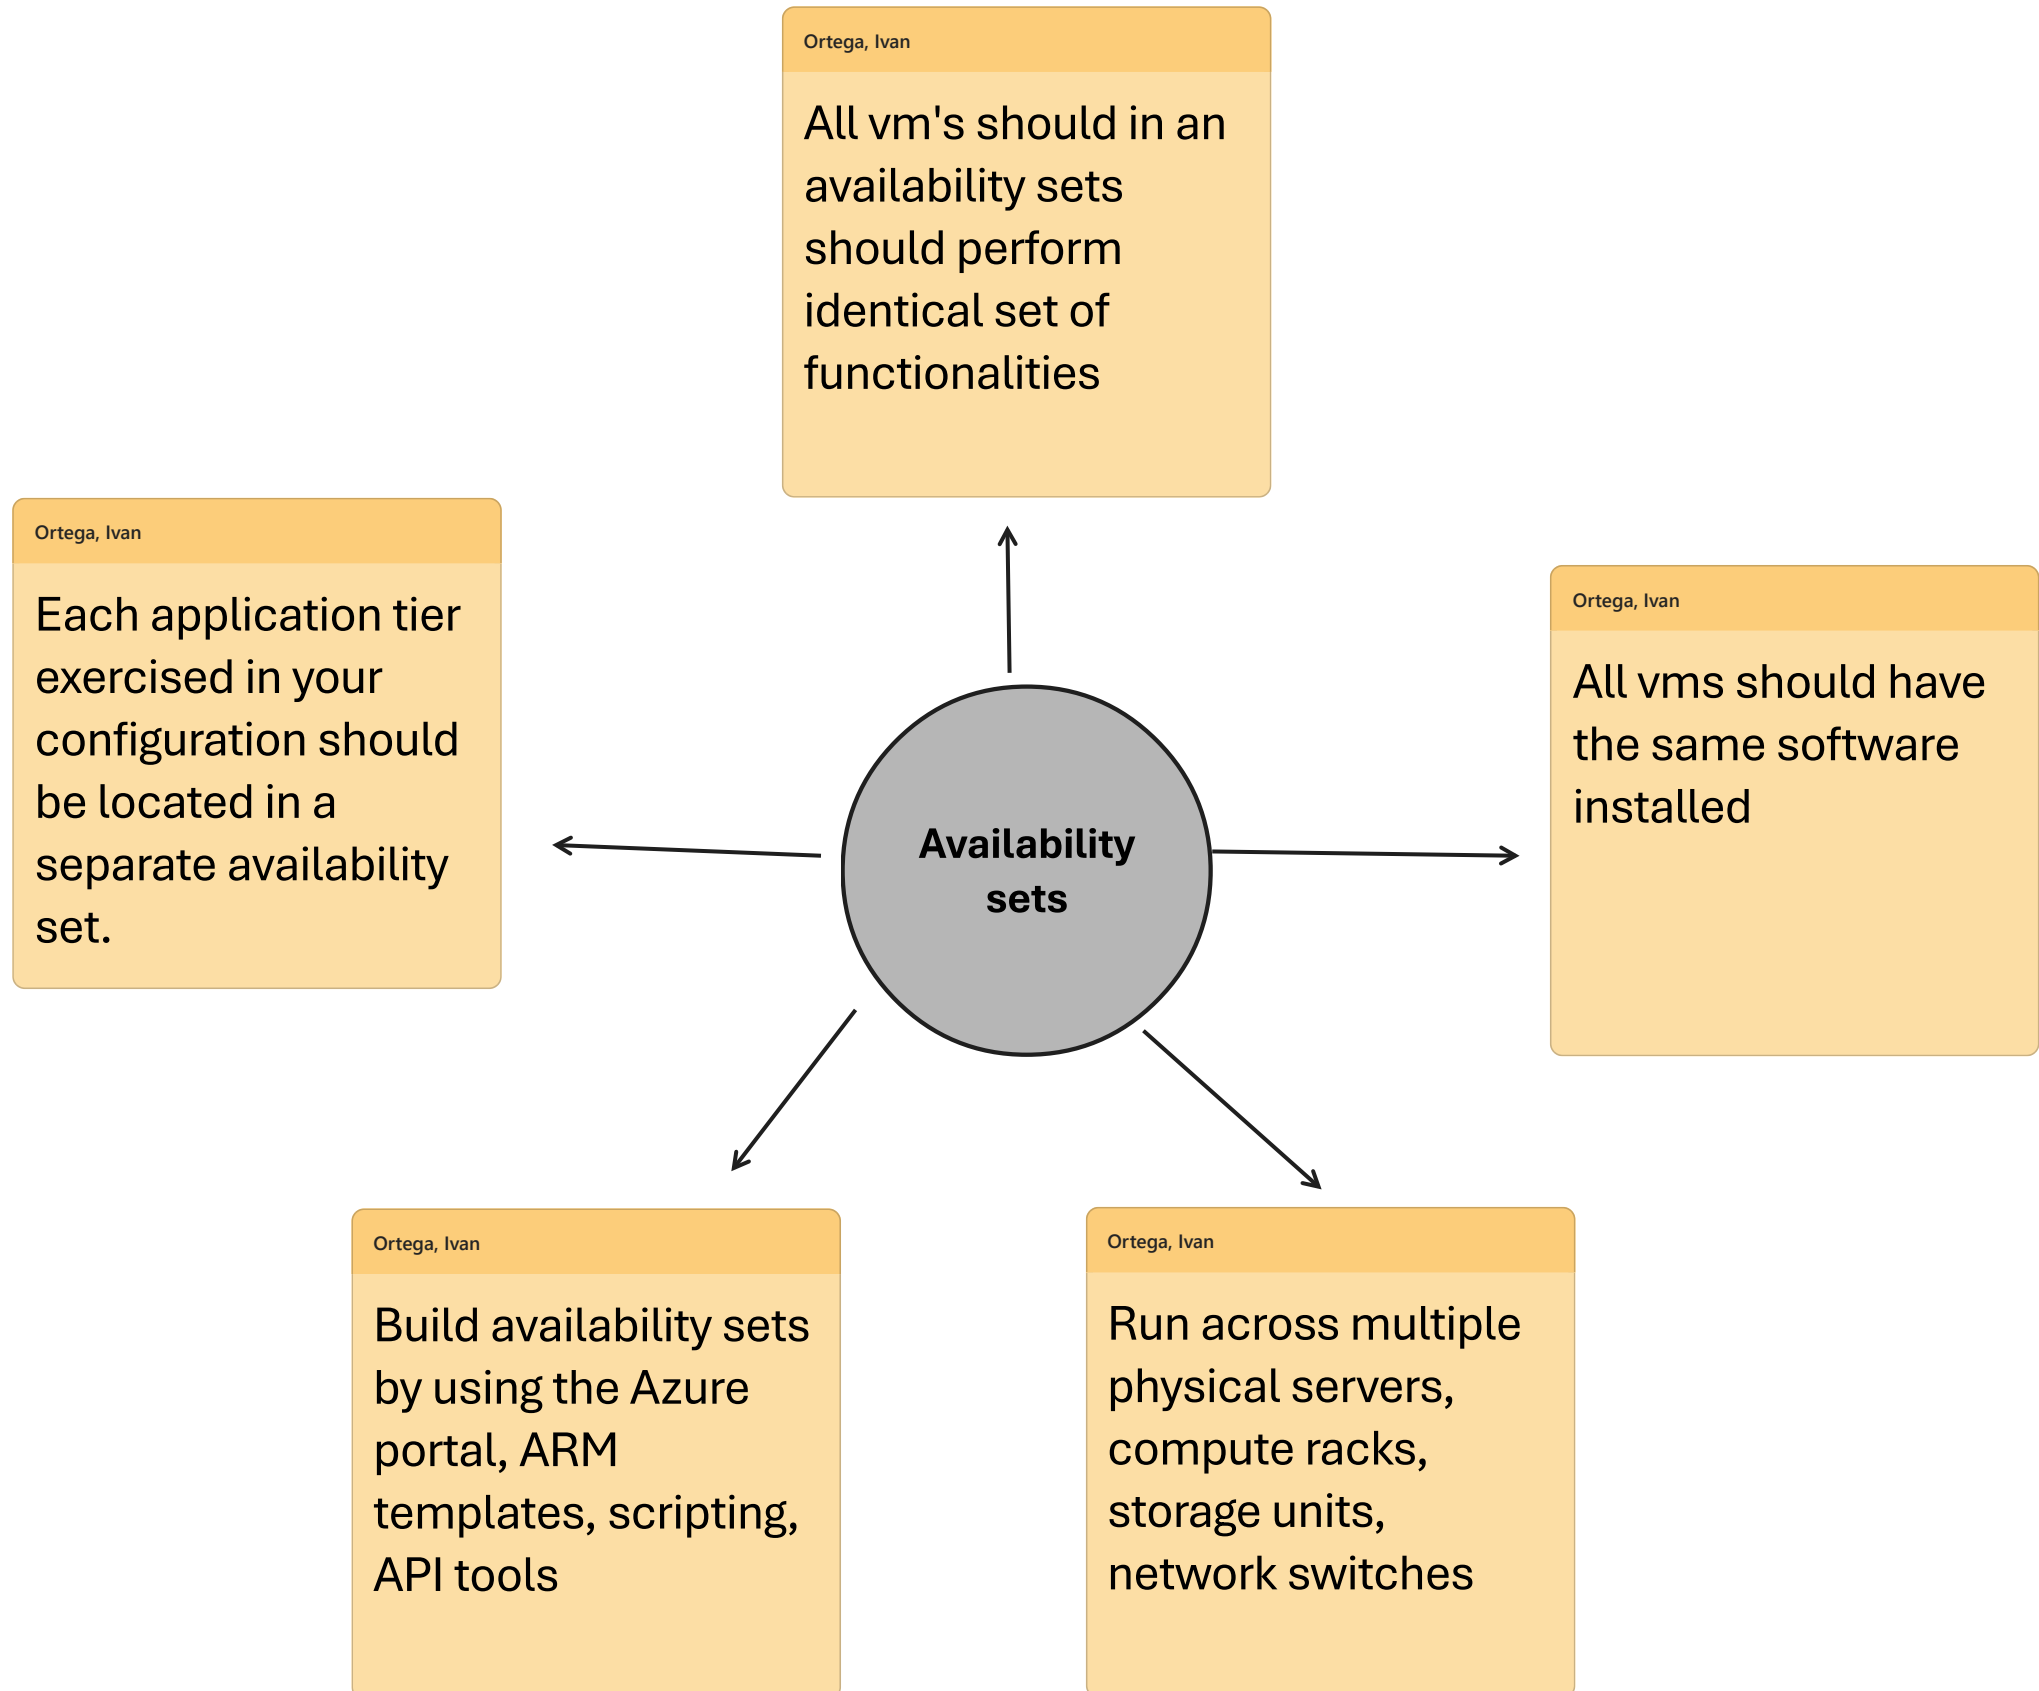 Ortega, Ivan
All vm's should in an
availability sets
should perform
identical set of
functionalities
Ortega, Ivan
Each application tier
exercised in your
configuration should
be located in a
separate availability
set.
Ortega, Ivan
All vms should have
the same software
installed
Availability
sets
Ortega, Ivan
Build availability sets
by using the Azure
portal, ARM
templates, scripting,
API tools
Ortega, Ivan
Run across multiple
physical servers,
compute racks,
storage units,
network switches